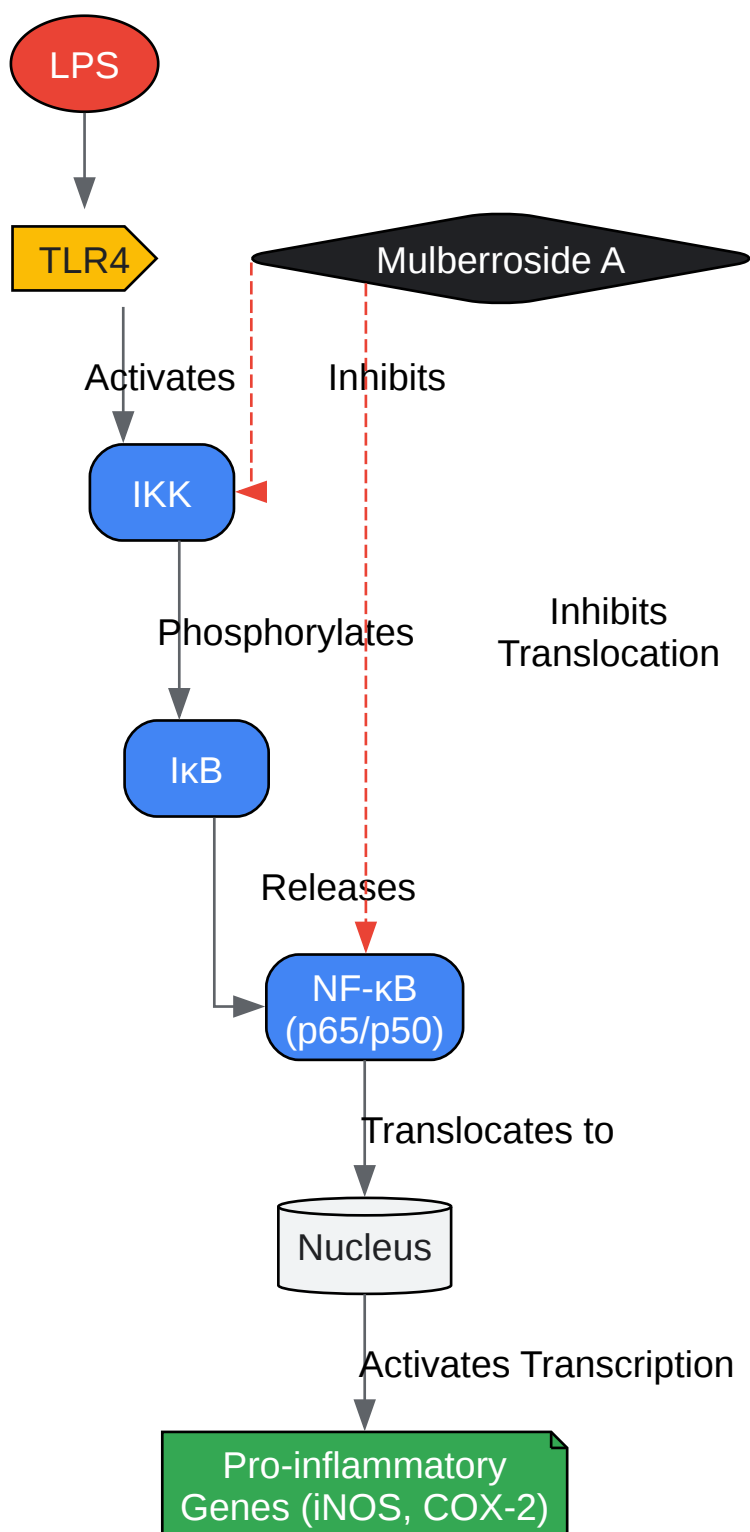 LPS
TLR4
Mulberroside A
Activates
Inhibits
IKK
Inhibits
Translocation
Phosphorylates
IκB
Releases
NF-κB
(p65/p50)
Translocates to
Nucleus
Activates Transcription
Pro-inflammatory
Genes (iNOS, COX-2)